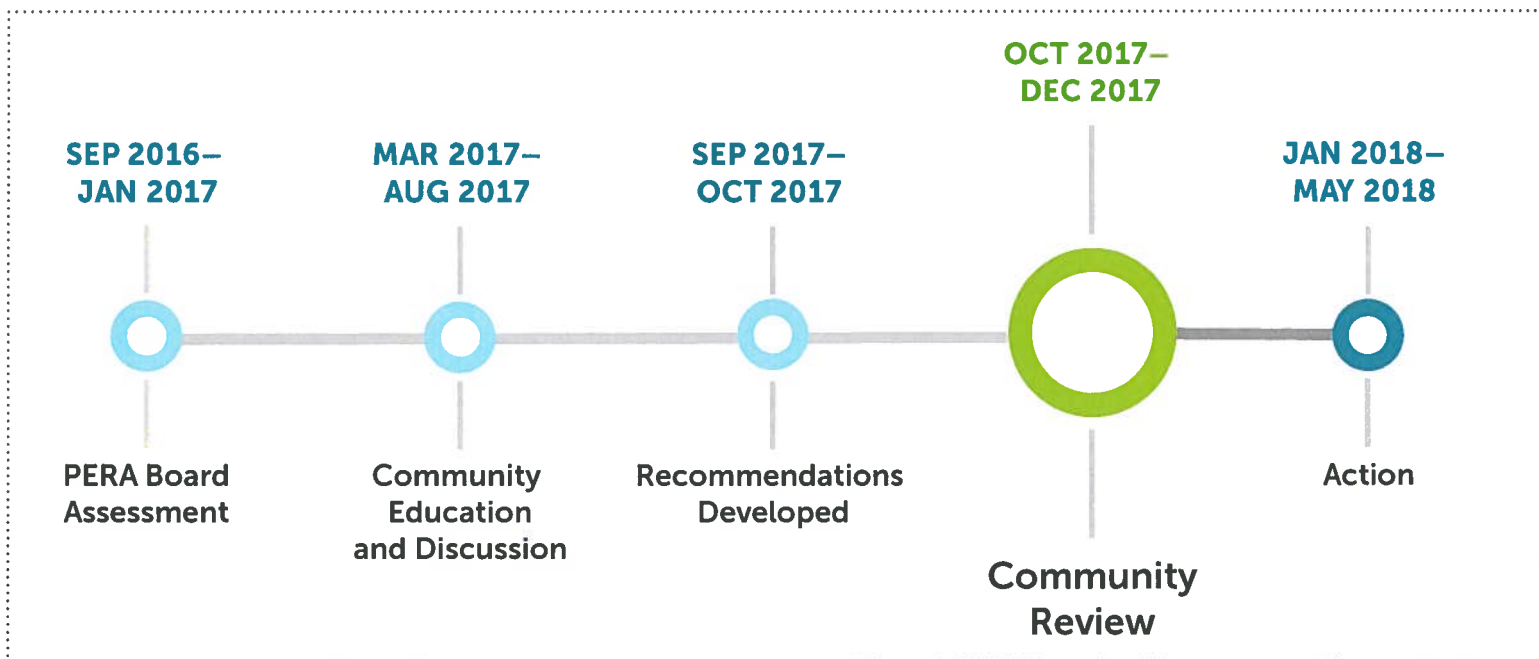 SEP 2016–
JAN 2017
PERA Board
Assessment
MAR 2017–
AUG 2017
Community
Education
and Discussion
SEP 2017–
OCT 2017
Recommendations
Developed
OCT 2017–
DEC 2017
Community
Review
JAN 2018–
MAY 2018
Action